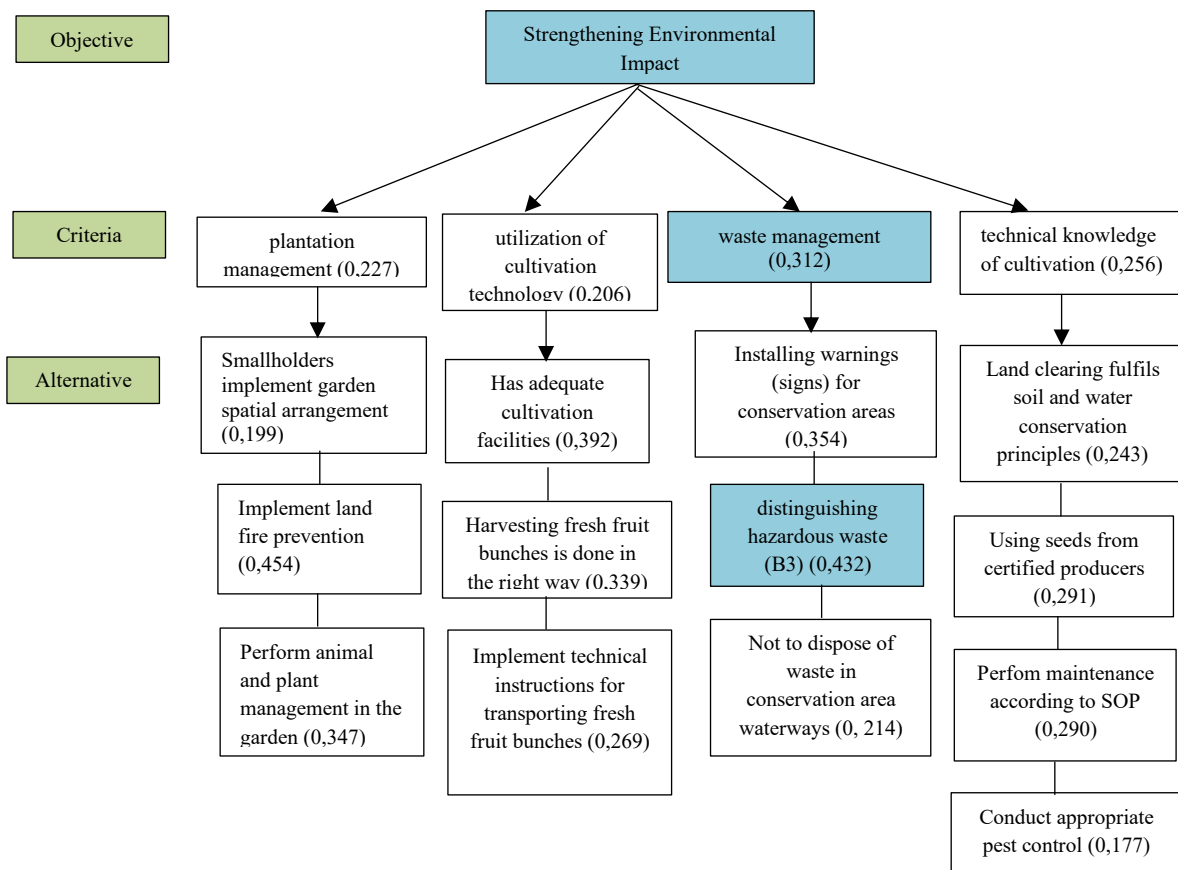 Objective
Strengthening Environmental
Impact
Criteria
plantation
management (0,227)
utilization of
cultivation
technology (0,206)
waste management
(0,312)
technical knowledge
of cultivation (0,256)
Alternative
Smallholders
implement garden
spatial arrangement
(0,199)
Implement land
fire prevention
(0,454)
Perform animal
and plant
management in the
garden (0,347)
Has adequate
cultivation
facilities (0,392)
Harvesting fresh fruit
bunches is done in
the right way (0,339)
Implement technical
instructions for
transporting fresh
fruit bunches (0,269)
Installing warnings
(signs) for
conservation areas
(0,354)
distinguishing
hazardous waste
(B3) (0,432)
Not to dispose of
waste in
conservation area
waterways (0, 214)
Land clearing fulfils
soil and water
conservation
principles (0,243)
Using seeds from
certified producers
(0,291)
Perfom maintenance
according to SOP
(0,290)
Conduct appropriate
pest control (0,177)